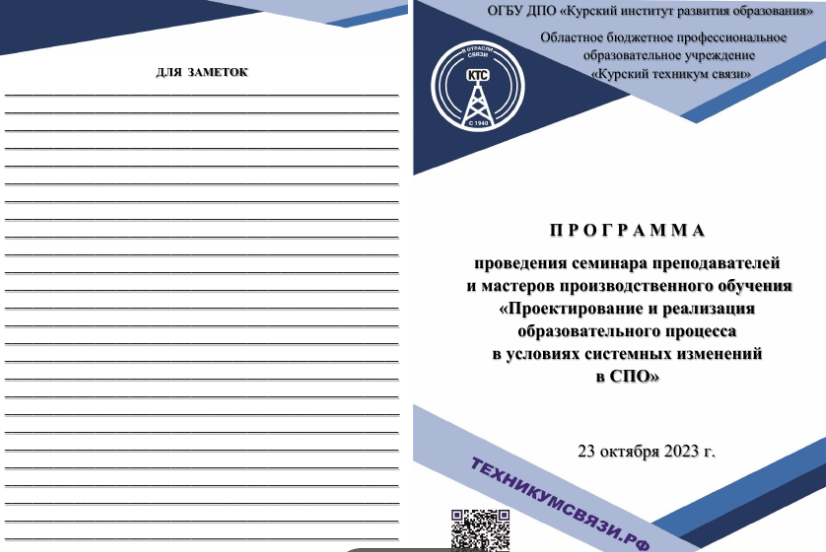 ДЛЯ ЗАМЕТОК
ОГБУ ДПО «Курский институт развития образования»
Областное бюджетное профессиональное
образовательное учреждение
«Курский техникум связи»
В ОТРАСЛИ
СВЯЗИ
КТС
С 1940
П Р О Г Р А М М А
проведения семинара преподавателей
и мастеров производственного обучения
«Проектирование и реализация
образовательного процесса
в условиях системных изменений
в СПО»
23 октября 2023 г.
ТЕХНИКУМСВЯЗИ.РФ